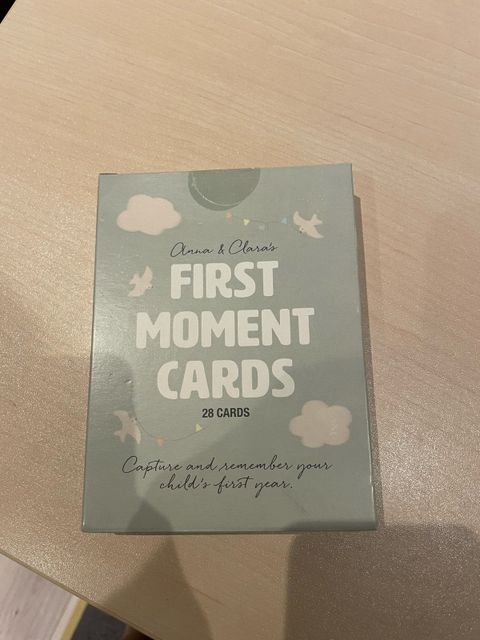 Anna & Clara's
FIRST
MOMENT
CARDS
28 CARDS
Capture and remember your
child's first year.